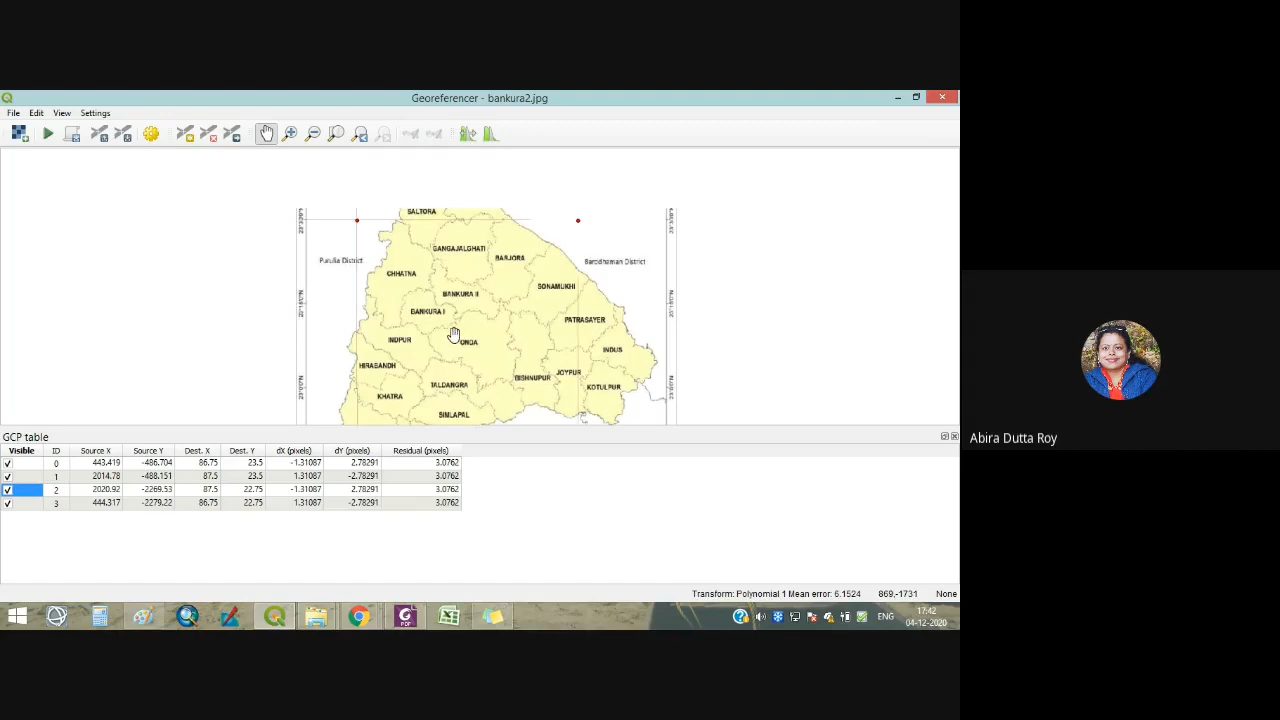 Georeferencer - bankura2.jpg
File Edit View Settings
SALTORA
GANGAJALGHATI
Purulia District
BARJORA
Barddhaman District
CHHATNA
SONAMUKHI
BANKURA II
BANKURA I
PATRASAYER
INDPUR
ONDA
INDUS
HIRASANDH
BISHNUPUR
JOYPUR
TALDANGRA
KOTULPUR
KHATRA
SIMLAPAL
23°0'0"N
GCP table
Visible ID Source X Source Y Dest. X Dest. Y dX (pixels) dY (pixels) Residual (pixels)
0 443.419 -486.704 86.75 23.5 -1.31087 2.78291 3.0762
1 2014.78 -488.151 87.5 23.5 1.31087 -2.78291 3.0762
2 2020.92 -2269.53 87.5 22.75 -1.31087 2.78291 3.0762
3 444.317 -2279.22 86.75 22.75 1.31087 -2.78291 3.0762
Transform: Polynomial 1 Mean error: 6.1524 869,-1731 None
PDF
ENG
17:42
04-12-2020
Abira Dutta Roy